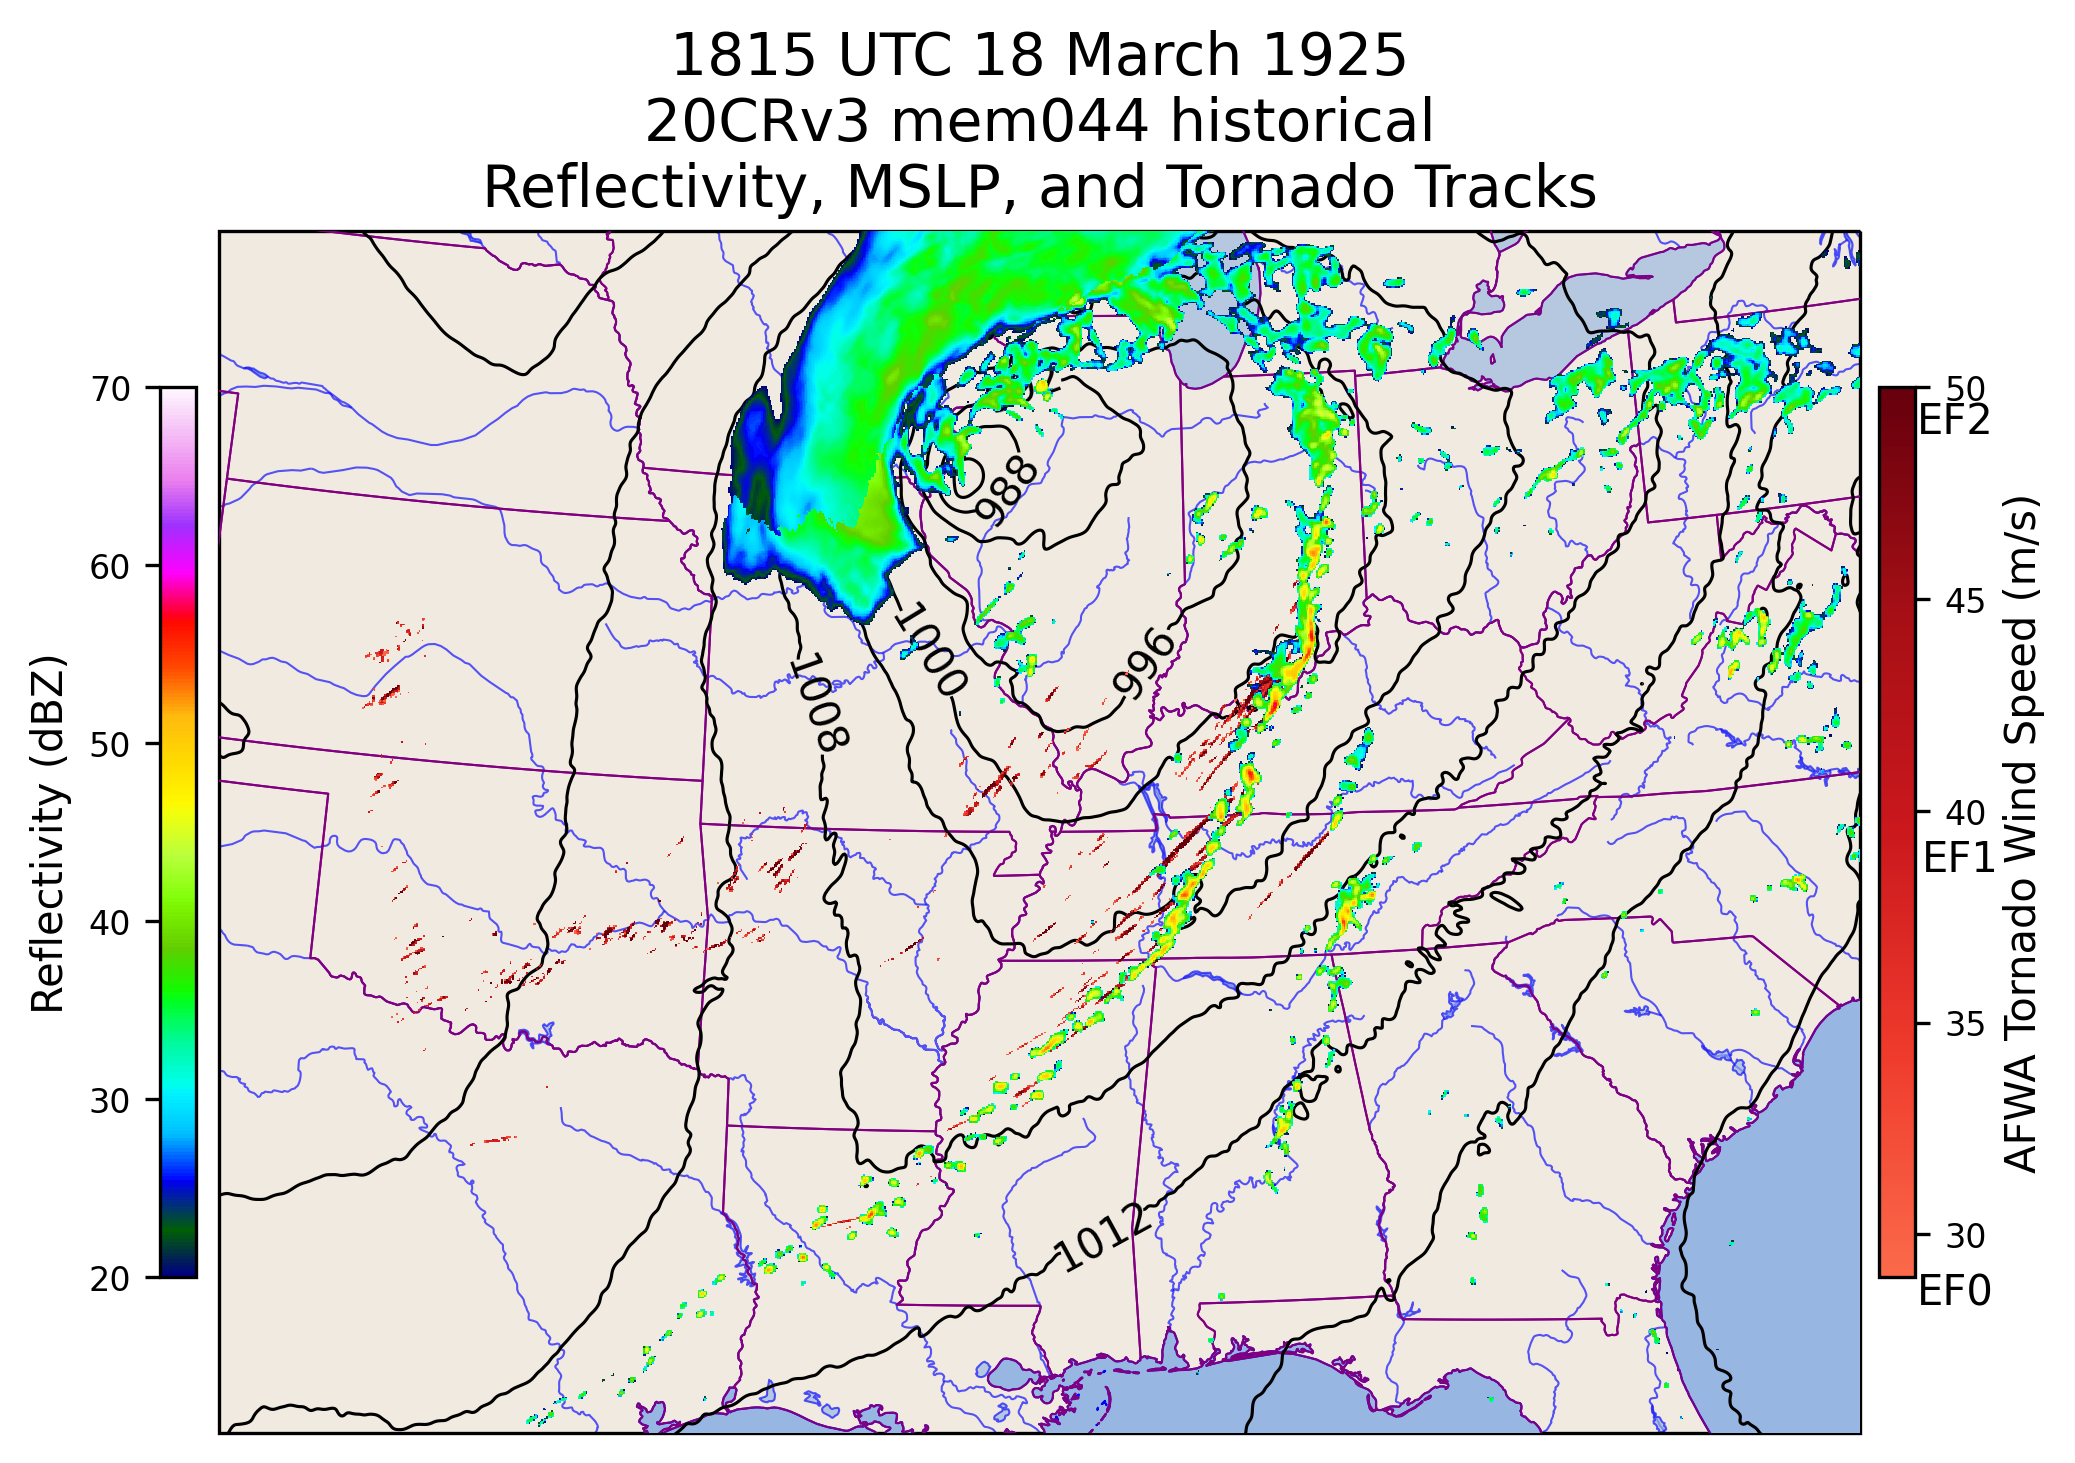 1815 UTC 18 March 1925
20CRv3 mem044 historical
Reflectivity, MSLP, and Tornado Tracks
70
60
50
40
30
20
Reflectivity (dBZ)
988
1000
996
1008
1012
50
EF2
45
40
EF1
35
30
EF0
AFWA Tornado Wind Speed (m/s)